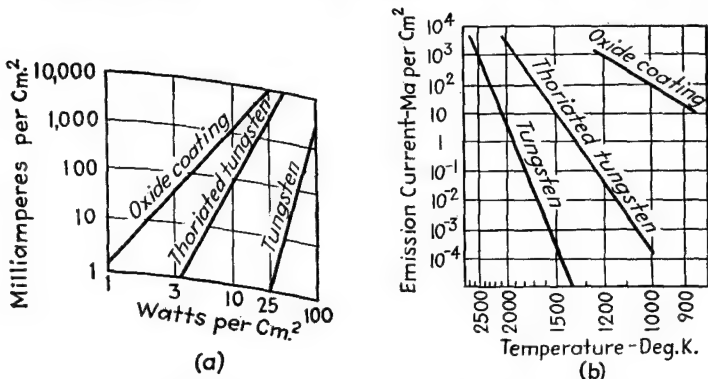 10,000
1,000
100
10
1
Milliamperes per Cm.²
Oxide coating
Thoriated tungsten
Tungsten
1 3 10 25 100
Watts per Cm.²
(a)
10⁴
10³
10²
10
1
10⁻¹
10⁻²
10⁻³
10⁻⁴
Emission Current-Ma per Cm²
Oxide coating
Thoriated tungsten
Tungsten
2500 2000 1500 1000 900
Temperature-Deg.K.
(b)